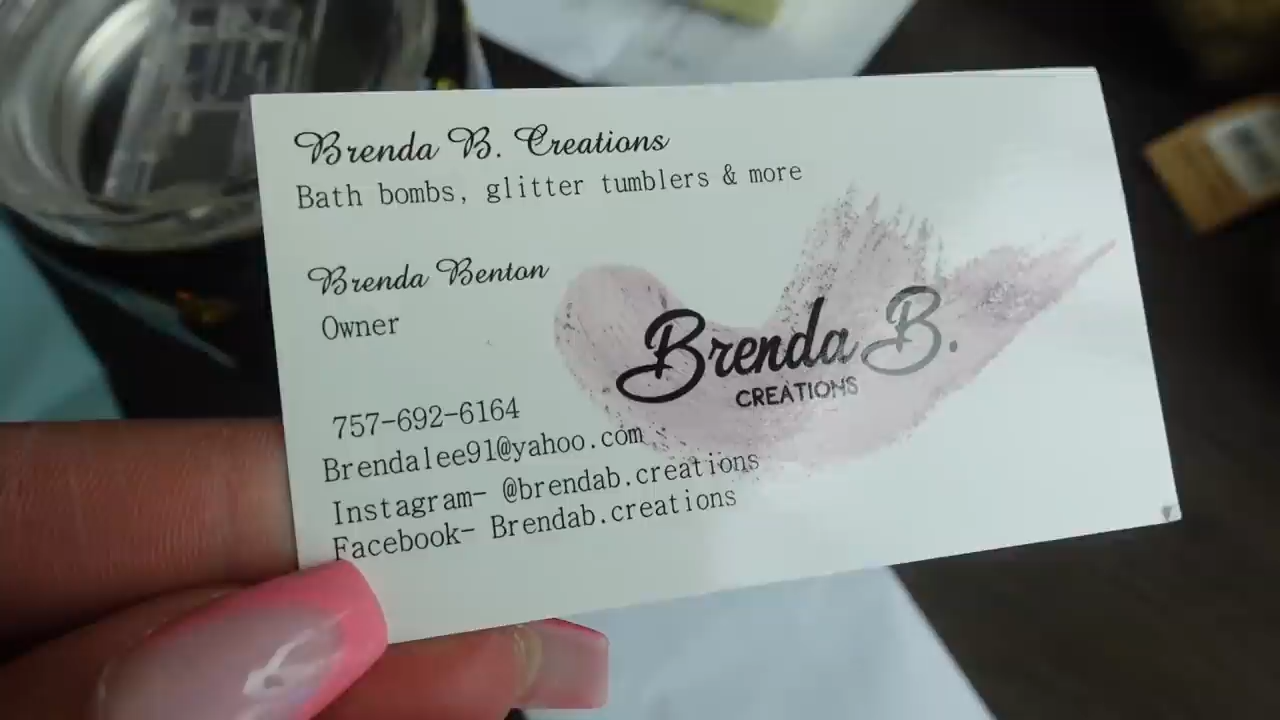 Brenda B. Creations
Bath bombs, glitter tumblers & more
Brenda Benton
Owner
757-692-6164
Brendalee91@yahoo.com
Instagram- @brendab.creations
Facebook- Brendab.creations
Brenda B.
CREATIONS